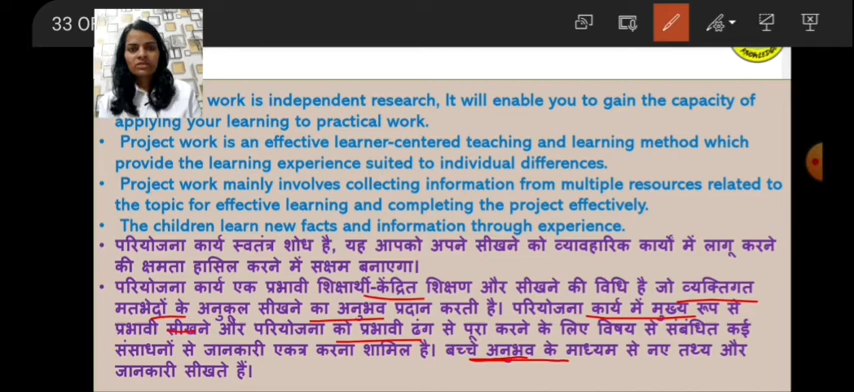 33 OF
KNOWLEDG
work is independent research, It will enable you to gain the capacity of
applying your learning to practical work.
• Project work is an effective learner-centered teaching and learning method which
provide the learning experience suited to individual differences.
• Project work mainly involves collecting information from multiple resources related to
the topic for effective learning and completing the project effectively.
• The children learn new facts and information through experience.
• परियोजना कार्य स्वतंत्र शोध है, यह आपको अपने सीखने को व्यावहारिक कार्यों में लागू करने
की क्षमता हासिल करने में सक्षम बनाएगा।
• परियोजना कार्य एक प्रभावी शिक्षार्थी-केंद्रित शिक्षण और सीखने की विधि है जो व्यक्तिगत
मतभेदों के अनुकूल सीखने का अनुभव प्रदान करती है। परियोजना कार्य में मुख्य रूप से
प्रभावी सीखने और परियोजना को प्रभावी ढंग से पूरा करने के लिए विषय से संबंधित कई
संसाधनों से जानकारी एकत्र करना शामिल है। बच्चे अनुभव के माध्यम से नए तथ्य और
जानकारी सीखते हैं।